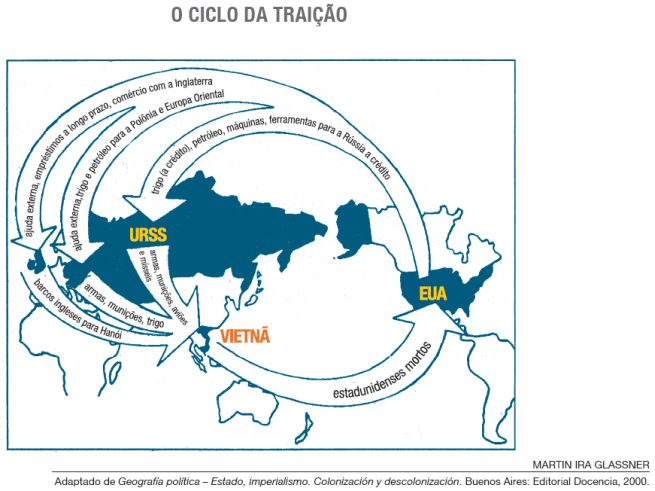 O CICLO DA TRAIÇÃO
ajuda externa, empréstimos a longo prazo, comércio com a Inglaterra
ajuda externa,trigo e petróleo para a Polônia e Europa Oriental
trigo (a crédito), petróleo, máquinas, ferramentas para a Rússia a crédito
URSS
armas, munições, aviões
e mísseis
armas, munições, trigo
barcos ingleses para Hanói
EUA
VIETNÃ
estadunidenses mortos
MARTIN IRA GLASSNER
Adaptado de Geografía política – Estado, imperialismo. Colonización y descolonización. Buenos Aires: Editorial Docencia, 2000.